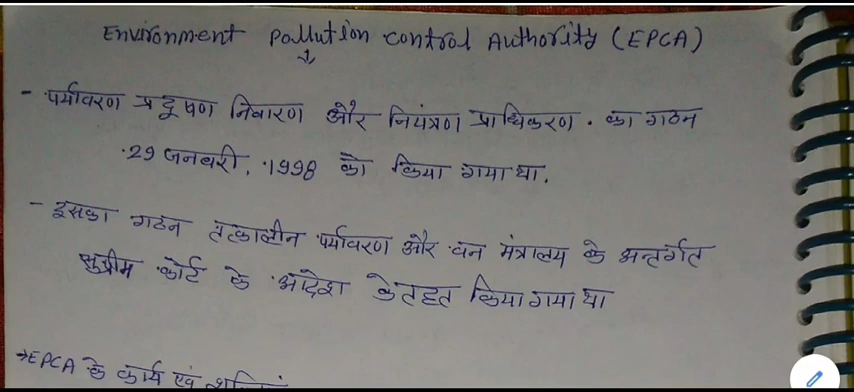 Environment Pollution Control Authority (EPCA)
- पर्यावरण प्रदूषण निवारण और नियंत्रण प्राधिकरण . का गठन
.29 जनवरी, .1998 को किया गया था.
- इसका गठन तत्कालीन पर्यावरण और वन मंत्रालय के अन्तर्गत
सुप्रीम कोर्ट के आदेश के तहत किया गया था
→EPCA के कार्य एवं शक्तियां